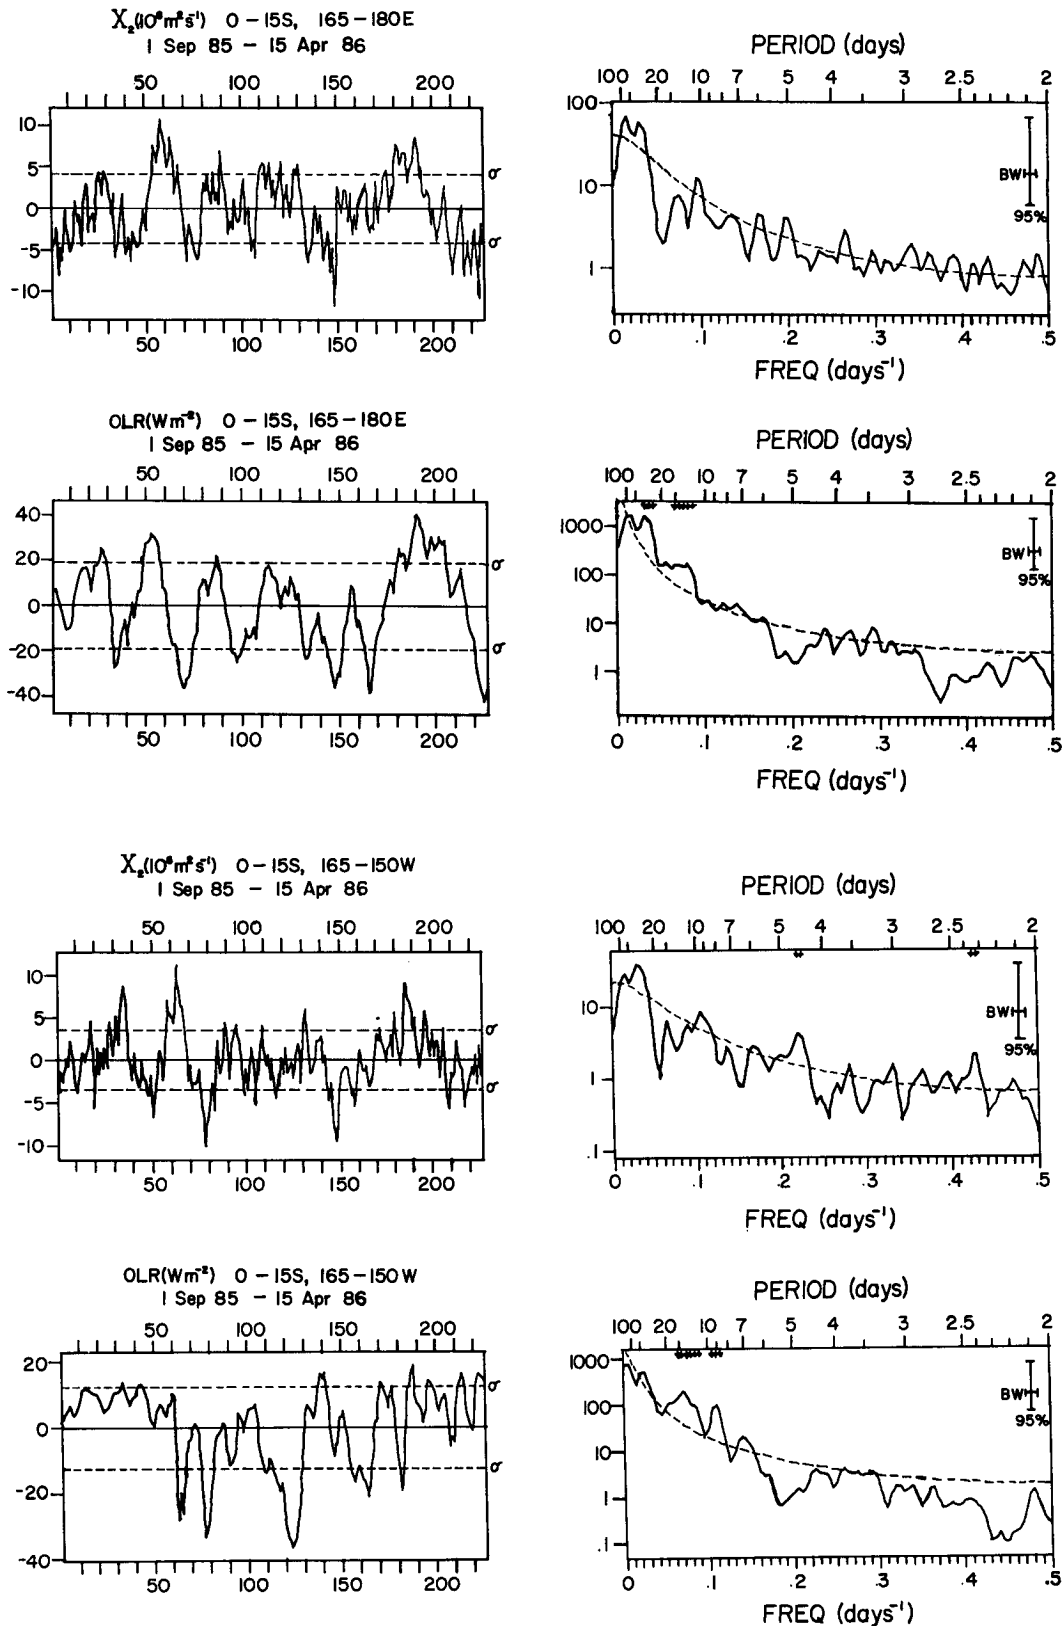 X₂(10⁶m²s⁻¹) 0 – 15S, 165 – 180E
1 Sep 85 – 15 Apr 86
50 100 150 200
10
5
0
-5
-10
σ
σ
50 100 150 200
PERIOD (days)
100 20 10 7 5 4 3 2.5 2
100
10
1
BW
95%
0 .1 .2 .3 .4 .5
FREQ (days⁻¹)
OLR(Wm⁻²) 0 – 15S, 165 – 180E
1 Sep 85 – 15 Apr 86
50 100 150 200
40
20
0
-20
-40
σ
σ
50 100 150 200
PERIOD (days)
100 20 10 7 5 4 3 2.5 2
1000
100
10
1
BW
95%
0 .1 .2 .3 .4 .5
FREQ (days⁻¹)
X₂(10⁶m²s⁻¹) 0 – 15S, 165 – 150W
1 Sep 85 – 15 Apr 86
50 100 150 200
10
5
0
-5
-10
σ
σ
50 100 150 200
PERIOD (days)
100 20 10 7 5 4 3 2.5 2
10
1
.1
BW
95%
0 .1 .2 .3 .4 .5
FREQ (days⁻¹)
OLR(Wm⁻²) 0 – 15S, 165 – 150W
1 Sep 85 – 15 Apr 86
50 100 150 200
20
0
-20
-40
σ
σ
50 100 150 200
PERIOD (days)
100 20 10 7 5 4 3 2.5 2
1000
100
10
1
.1
BW
95%
0 .1 .2 .3 .4 .5
FREQ (days⁻¹)